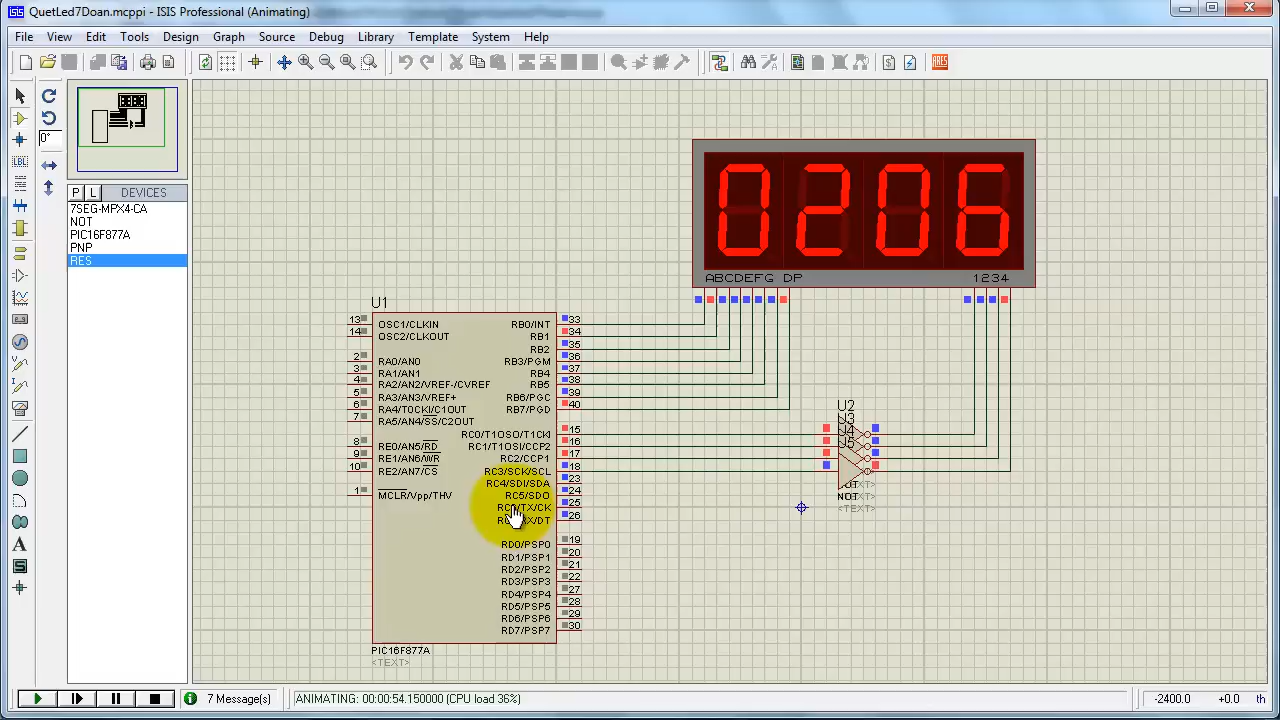 QuetLed7Doan.mcppi - ISIS Professional (Animating)
File View Edit Tools Design Graph Source Debug Library Template System Help
ARES
0°
LBL
P L DEVICES
7SEG-MPX4-CA
NOT
PIC16F877A
PNP
RES
0206
ABCDEFG DP 1234
U1
13 OSC1/CLKIN RB0/INT 33
14 OSC2/CLKOUT RB1 34
RB2 35
2 RA0/AN0 RB3/PGM 36
3 RA1/AN1 RB4 37
4 RA2/AN2/VREF-/CVREF RB5 38
5 RA3/AN3/VREF+ RB6/PGC 39
6 RA4/T0CKI/C1OUT RB7/PGD 40
7 RA5/AN4/SS/C2OUT
RC0/T1OSO/T1CKI 15
8 RE0/AN5/RD RC1/T1OSI/CCP2 16
9 RE1/AN6/WR RC2/CCP1 17
10 RE2/AN7/CS RC3/SCK/SCL 18
RC4/SDI/SDA 23
1 MCLR/Vpp/THV RC5/SDO 24
25
26
RD0/PSP0 19
RD1/PSP1 20
RD2/PSP2 21
RD3/PSP3 22
RD4/PSP4 27
RD5/PSP5 28
RD6/PSP6 29
RD7/PSP7 30
PIC16F877A
<TEXT>
U2
U3
U4
U5
NOT
<TEXT>
7 Message(s) ANIMATING: 00:00:54.150000 (CPU load 36%) -2400.0 +0.0 th